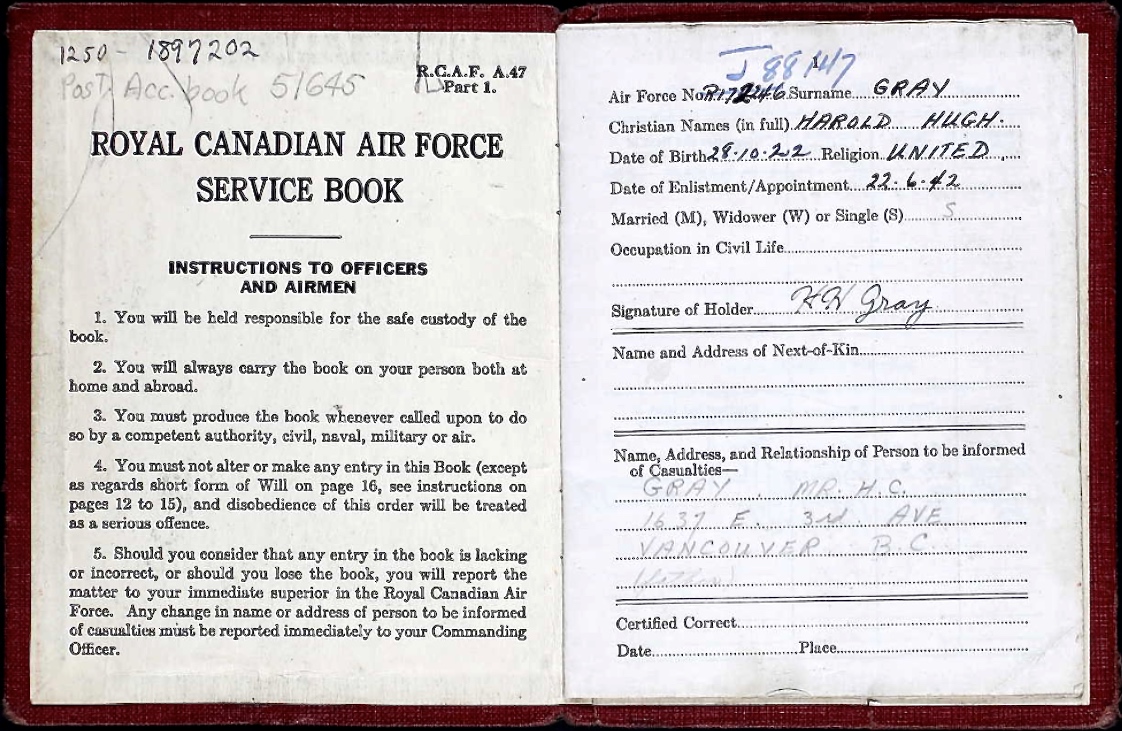 1250 - 1897202
Post. Acc. book 51645
R.C.A.F. A.47
Part 1.
ROYAL CANADIAN AIR FORCE
SERVICE BOOK
INSTRUCTIONS TO OFFICERS
AND AIRMEN
1. You will be held responsible for the safe custody of the
book.
2. You will always carry the book on your person both at
home and abroad.
3. You must produce the book whenever called upon to do
so by a competent authority, civil, naval, military or air.
4. You must not alter or make any entry in this Book (except
as regards short form of Will on page 16, see instructions on
pages 12 to 15), and disobedience of this order will be treated
as a serious offence.
5. Should you consider that any entry in the book is lacking
or incorrect, or should you lose the book, you will report the
matter to your immediate superior in the Royal Canadian Air
Force. Any change in name or address of person to be informed
of casualties must be reported immediately to your Commanding
Officer.
1
J88147
Air Force No. Surname GRAY
Christian Names (in full) HAROLD HUGH.
Date of Birth 28.10.22 Religion UNITED
Date of Enlistment/Appointment 22.6.42
Married (M), Widower (W) or Single (S) S
Occupation in Civil Life
Signature of Holder HH Gray
Name and Address of Next-of-Kin
Name, Address, and Relationship of Person to be informed
of Casualties—
GRAY. MR. H.C.
1637 E. 3rd AVE
VANCOUVER B.C.
Certified Correct
Date Place